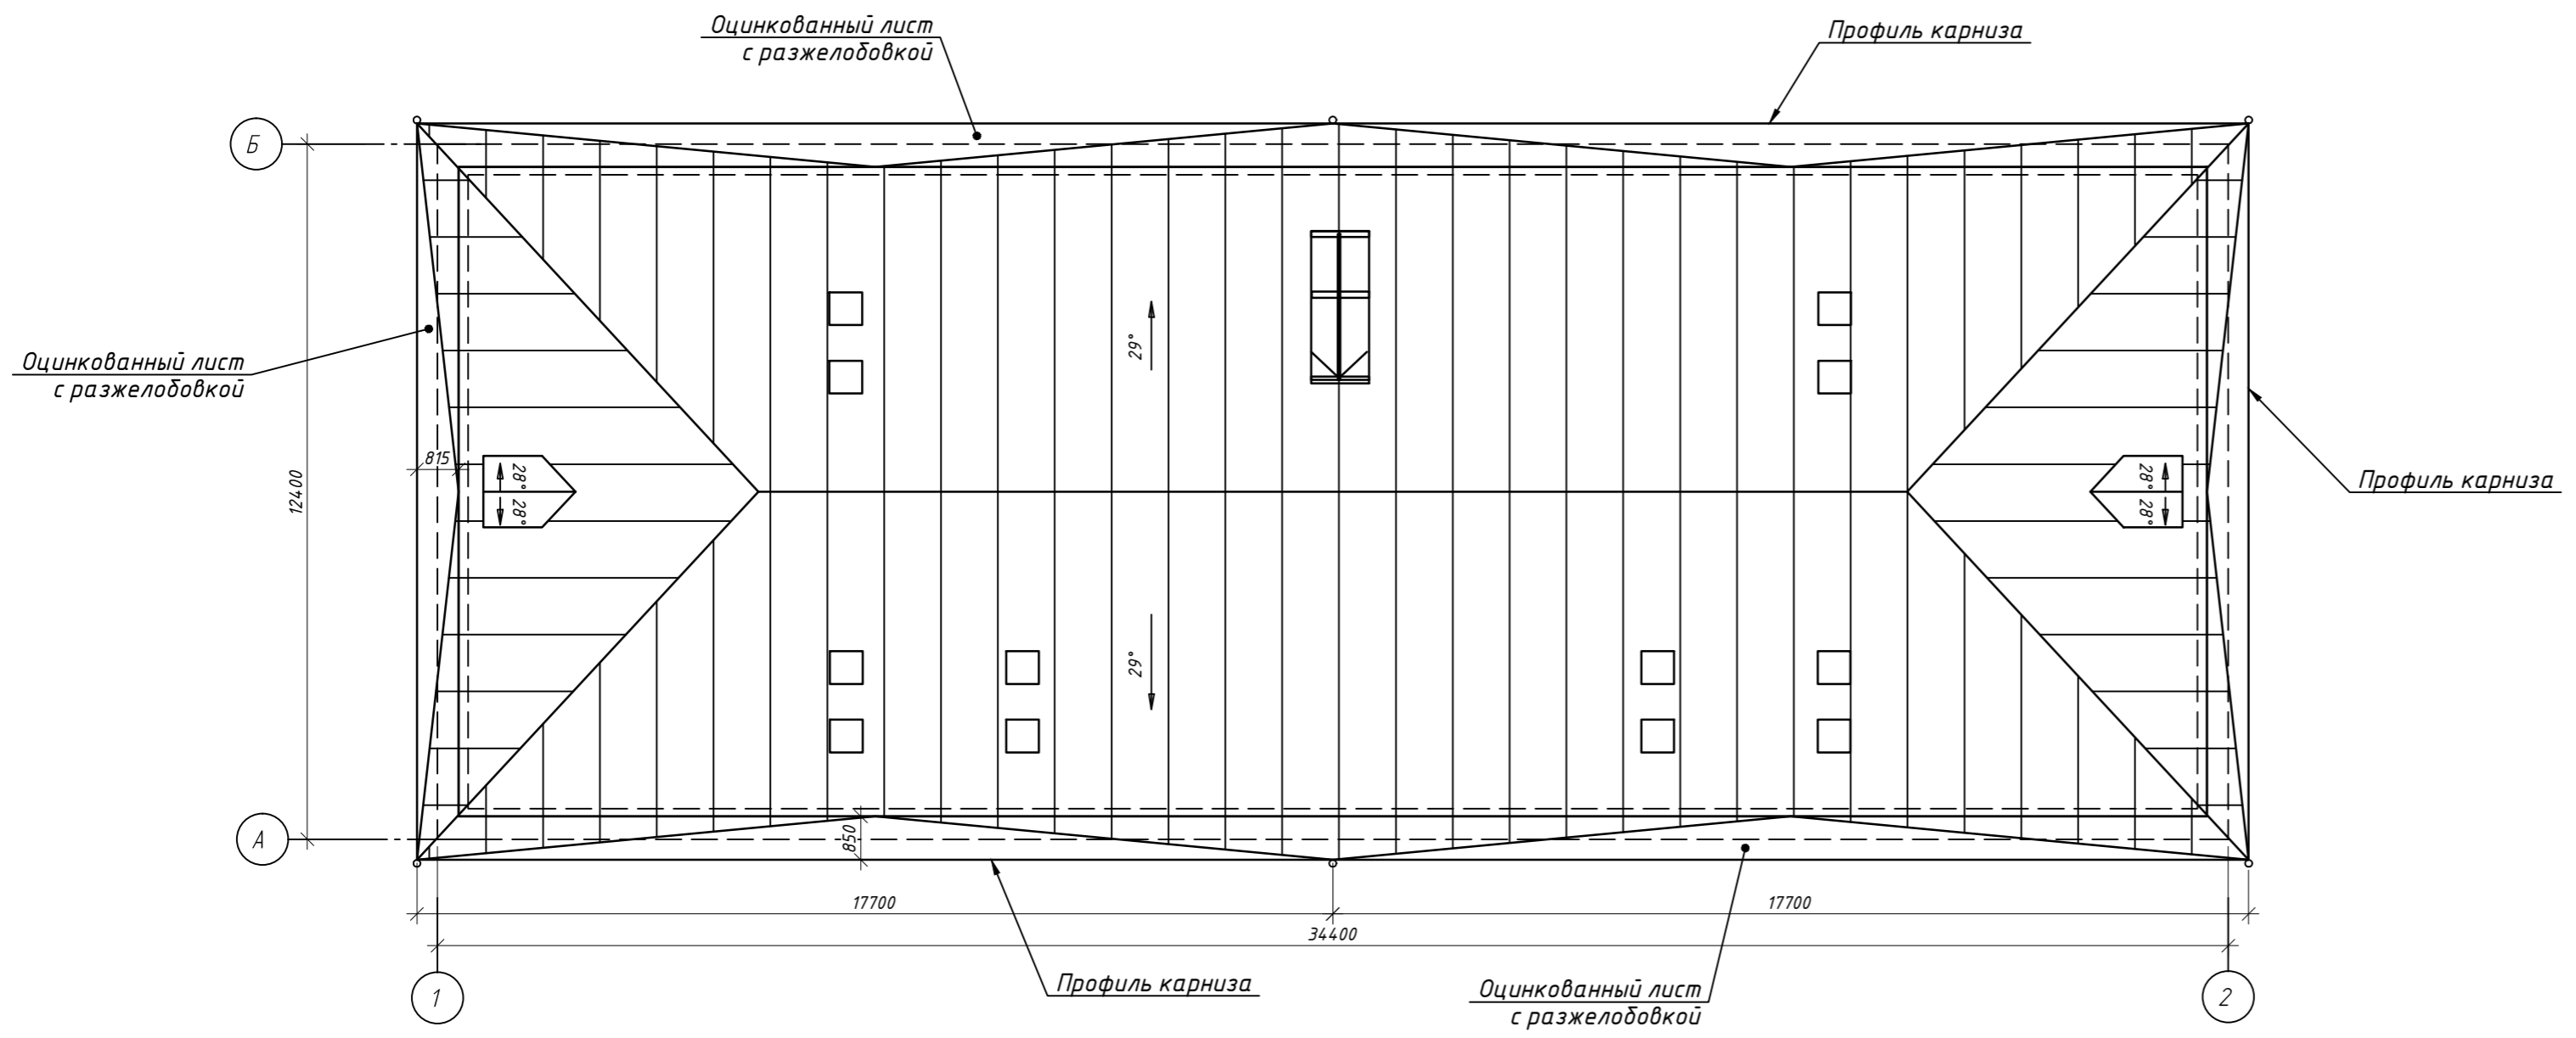 Оцинкованный лист
с разжелобовкой
Профиль карниза
Б
Оцинкованный лист
с разжелобовкой
12400
815
28°
28°
29°
29°
28°
28°
Профиль карниза
А
850
17700
17700
34400
Профиль карниза
Оцинкованный лист
с разжелобовкой
1
2